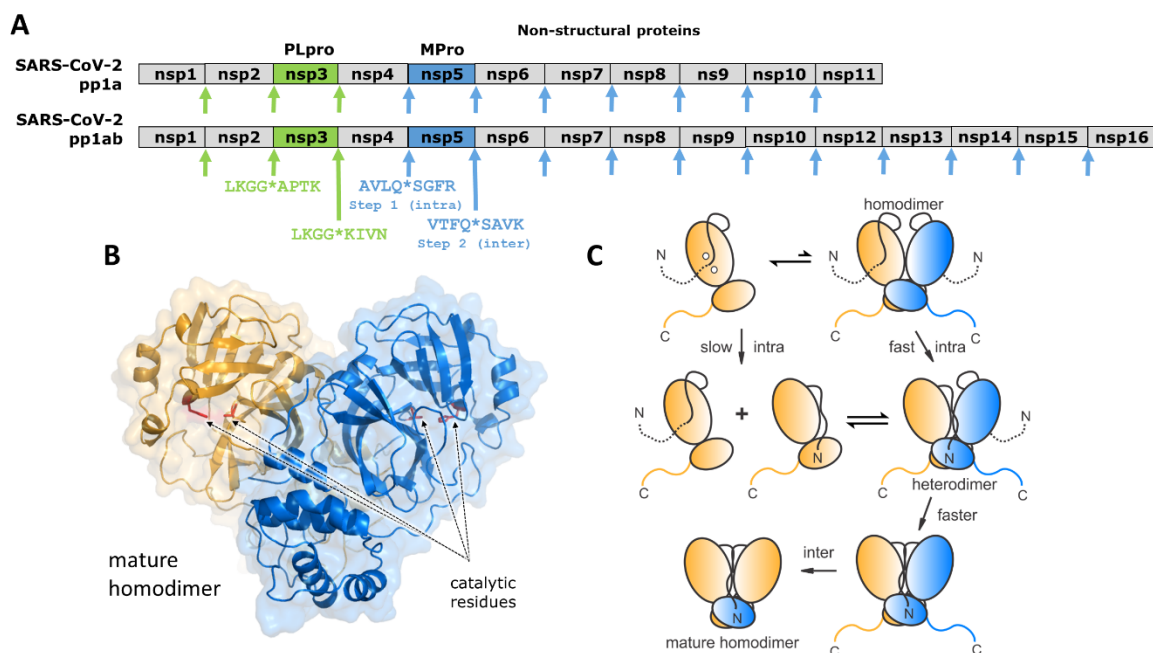 A
Non-structural proteins
PLpro MPro
SARS-CoV-2
pp1a
nsp1 nsp2 nsp3 nsp4 nsp5 nsp6 nsp7 nsp8 ns9 nsp10 nsp11
SARS-CoV-2
pp1ab
nsp1 nsp2 nsp3 nsp4 nsp5 nsp6 nsp7 nsp8 nsp9 nsp10 nsp12 nsp13 nsp14 nsp15 nsp16
LKGG*APTK
AVLQ*SGFR
Step 1 (intra)
LKGG*KIVN
VTFQ*SAVK
Step 2 (inter)
B
mature
homodimer
catalytic
residues
C
homodimer
N
N
N
C
C
C
slow intra
fast intra
N
+
N
N
N
C
C
C
C
heterodimer
faster
inter
N
N
C
C
mature homodimer